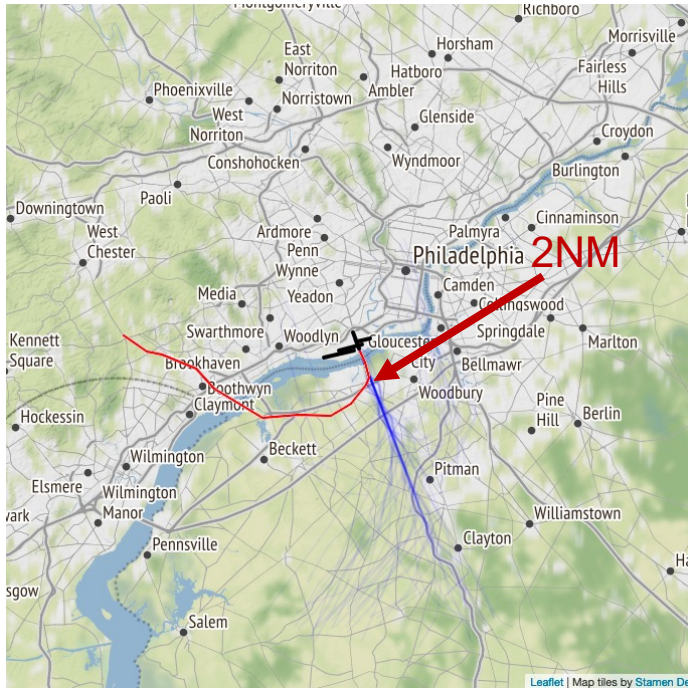 Montgomeryville
Richboro
Morrisville
East
Norriton
Horsham
Hatboro
Fairless
Hills
Phoenixville
Ambler
West
Norriton
Norristown
Glenside
Croydon
Conshohocken
Wyndmoor
Burlington
Paoli
Downingtown
West
Chester
Ardmore
Penn
Wynne
Palmyra
Cinnaminson
Philadelphia
2NM
Media
Yeadon
Camden
Collingswood
Swarthmore
Woodlyn
Gloucester
City
Springdale
Marlton
Kennett
Square
Brookhaven
Bellmawr
Boothwyn
Woodbury
Claymont
Hockessin
Pine
Hill
Berlin
Beckett
Wilmington
Pitman
Elsmere
Wilmington
Manor
wark
Williamstown
Pennsville
Clayton
Ha
sgow
Salem
Leaflet | Map tiles by Stamen De